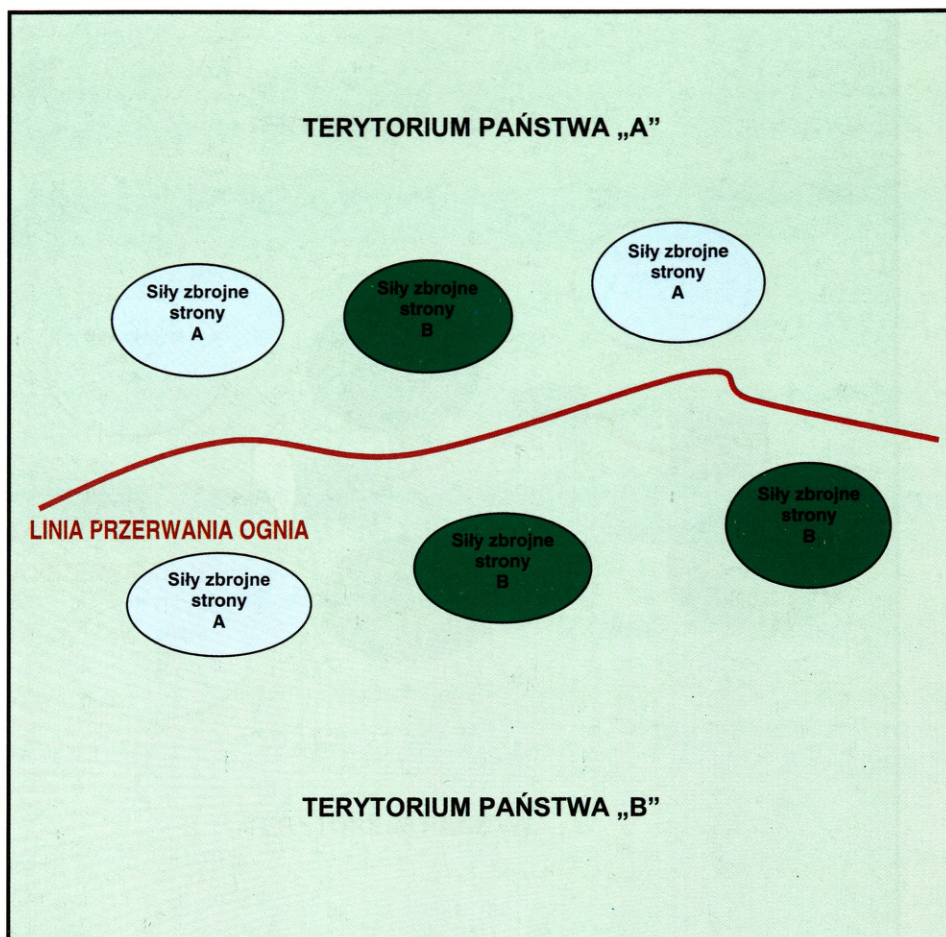 TERYTORIUM PAŃSTWA „A”
Siły zbrojne
strony
A
Siły zbrojne
strony
B
Siły zbrojne
strony
A
LINIA PRZERWANIA OGNIA
Siły zbrojne
strony
A
Siły zbrojne
strony
B
Siły zbrojne
strony
B
TERYTORIUM PAŃSTWA „B”